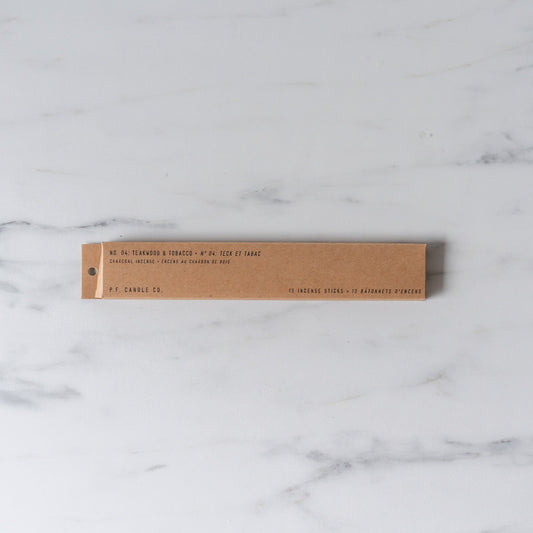 NO. 04: TEAKWOOD & TOBACCO • N° 04: TECK ET TABAC
CHARCOAL INCENSE • ENCENS AU CHARBON DE BOIS
P.F. CANDLE CO.
15 INCENSE STICKS • 15 BÂTONNETS D'ENCENS